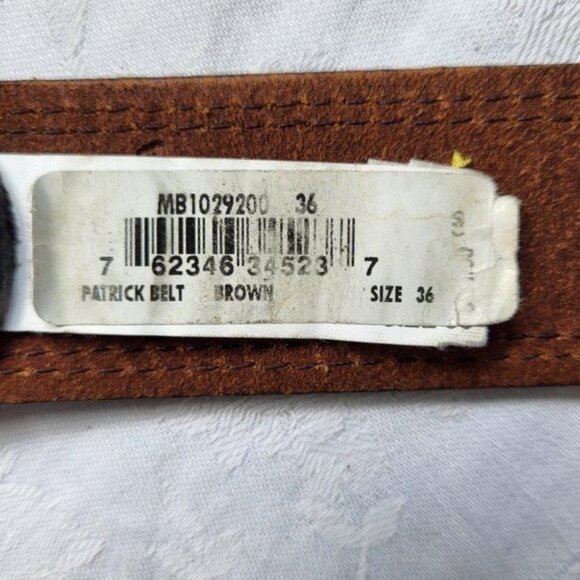 MB1029200 36
7 62346 34523 7
PATRICK BELT BROWN SIZE 36